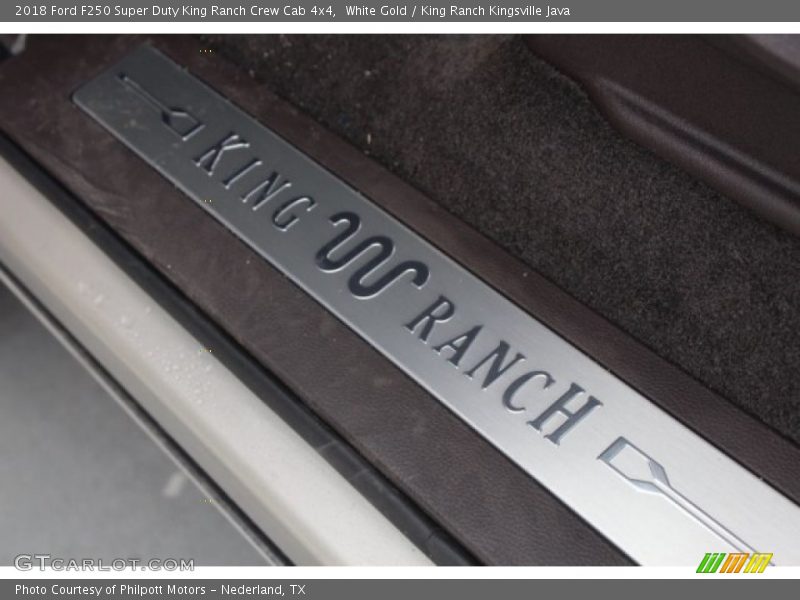 2018 Ford F250 Super Duty King Ranch Crew Cab 4x4, White Gold / King Ranch Kingsville Java
KING RANCH
GTCARLOT.COM
Photo Courtesy of Philpott Motors - Nederland, TX